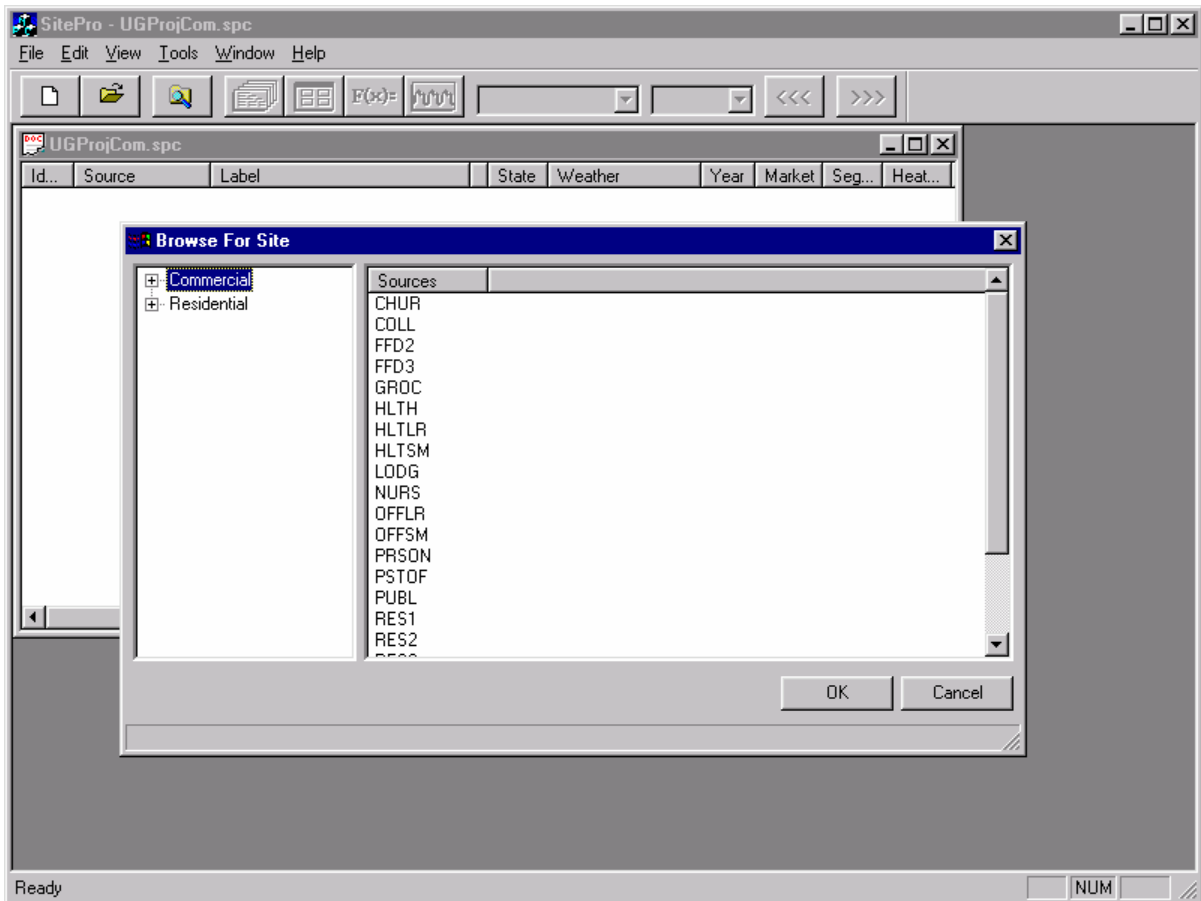 SitePro - UGProjCom.spc
File Edit View Tools Window Help
F(x)=
<<< >>>
UGProjCom.spc
Id... Source Label State Weather Year Market Seg... Heat...
Browse For Site
Commercial
Residential
Sources
CHUR
COLL
FFD2
FFD3
GROC
HLTH
HLTLR
HLTSM
LODG
NURS
OFFLR
OFFSM
PRSON
PSTOF
PUBL
RES1
RES2
OK Cancel
Ready NUM